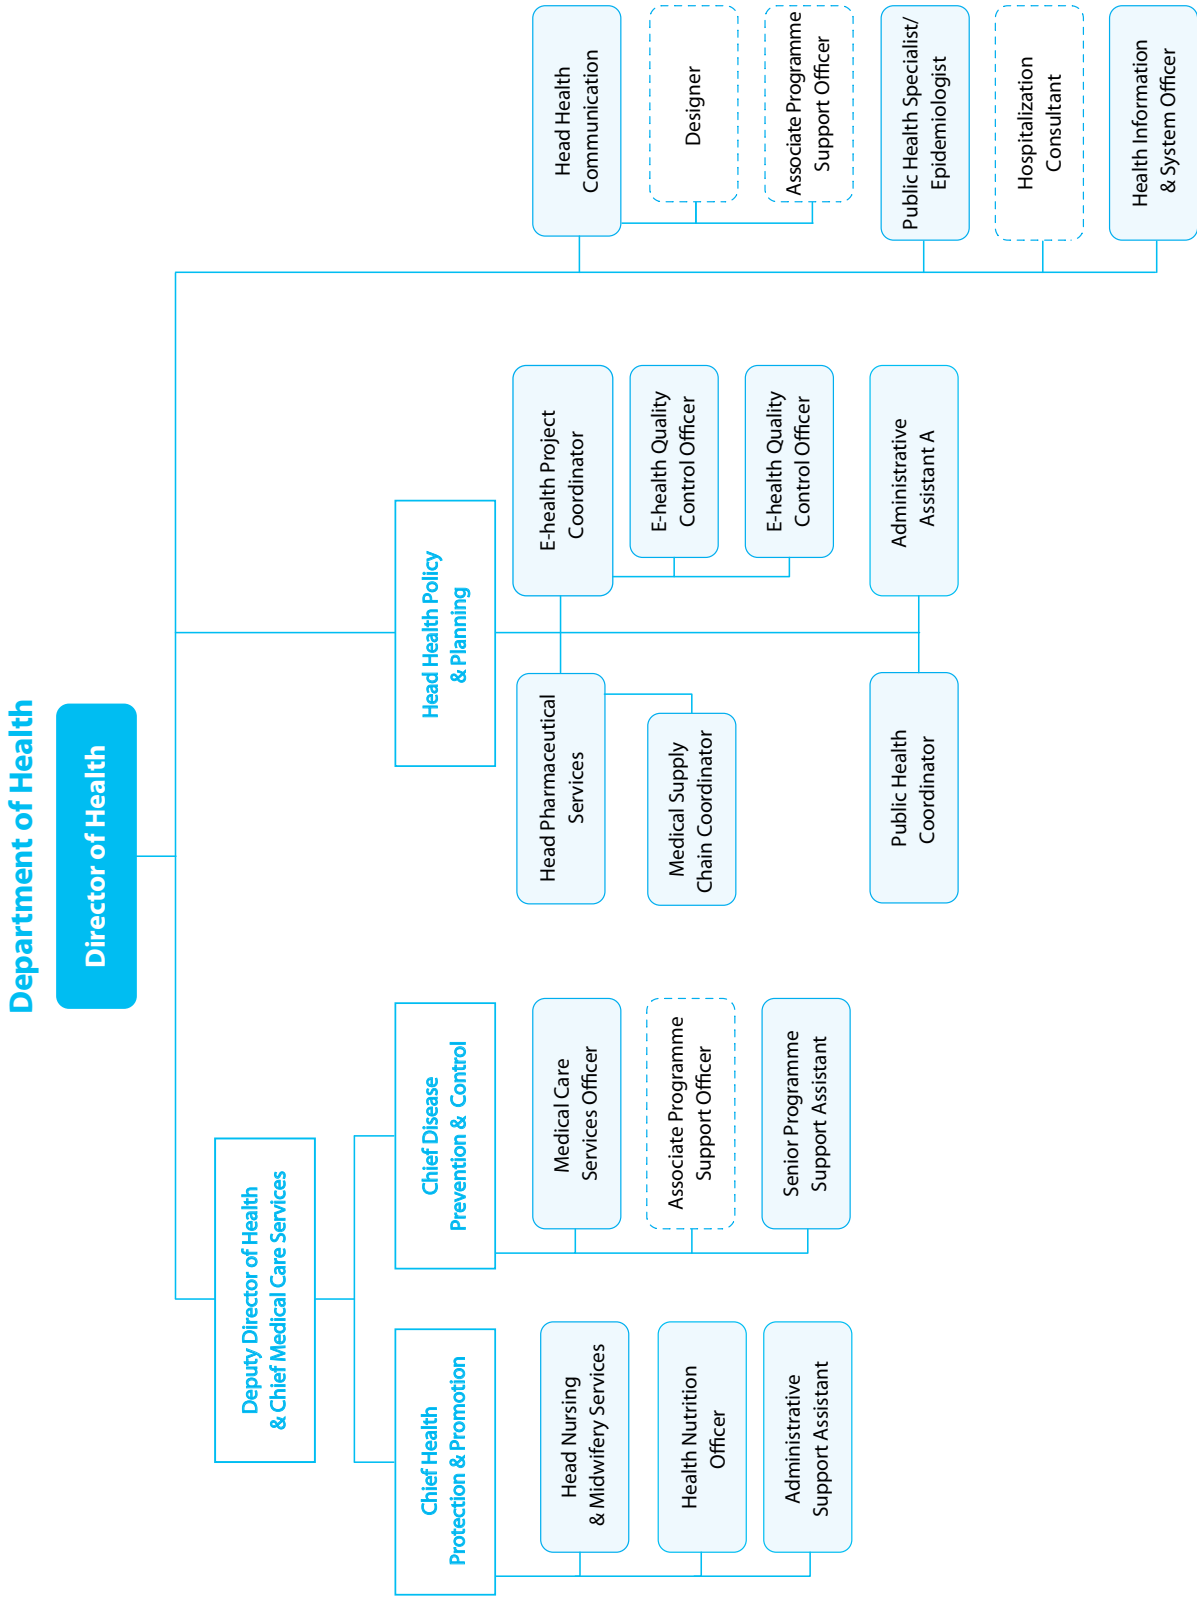 Department of Health
Director of Health
Deputy Director of Health
& Chief Medical Care Services
Chief Health
Protection & Promotion
Head Nursing
& Midwifery Services
Health Nutrition
Officer
Administrative
Support Assistant
Chief Disease
Prevention & Control
Medical Care
Services Officer
Associate Programme
Support Officer
Senior Programme
Support Assistant
Head Health Policy
& Planning
Head Pharmaceutical
Services
Medical Supply
Chain Coordinator
Public Health
Coordinator
E-health Project
Coordinator
E-health Quality
Control Officer
E-health Quality
Control Officer
Administrative
Assistant A
Head Health
Communication
Designer
Associate Programme
Support Officer
Public Health Specialist/
Epidemiologist
Hospitalization
Consultant
Health Information
& System Officer